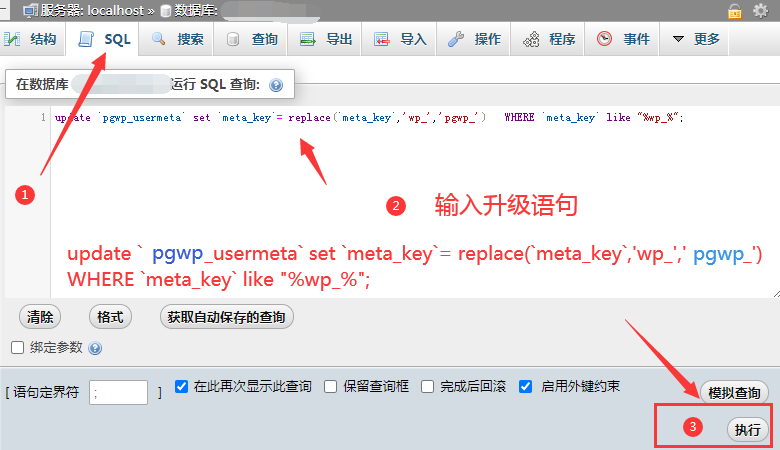 服务器: localhost » 数据库:
结构 SQL 搜索 查询 导出 导入 操作 程序 事件 更多
在数据库 运行 SQL 查询:
1 update `pgwp_usermeta` set `meta_key`= replace(`meta_key`,'wp_','pgwp_') WHERE `meta_key` like "%wp_%";
1
2 输入升级语句
update ` pgwp_usermeta` set `meta_key`= replace(`meta_key`,'wp_',' pgwp_')
WHERE `meta_key` like "%wp_%";
清除 格式 获取自动保存的查询
绑定参数
[ 语句定界符 ; ] 在此再次显示此查询 保留查询框 完成后回滚 启用外键约束 模拟查询
3 执行